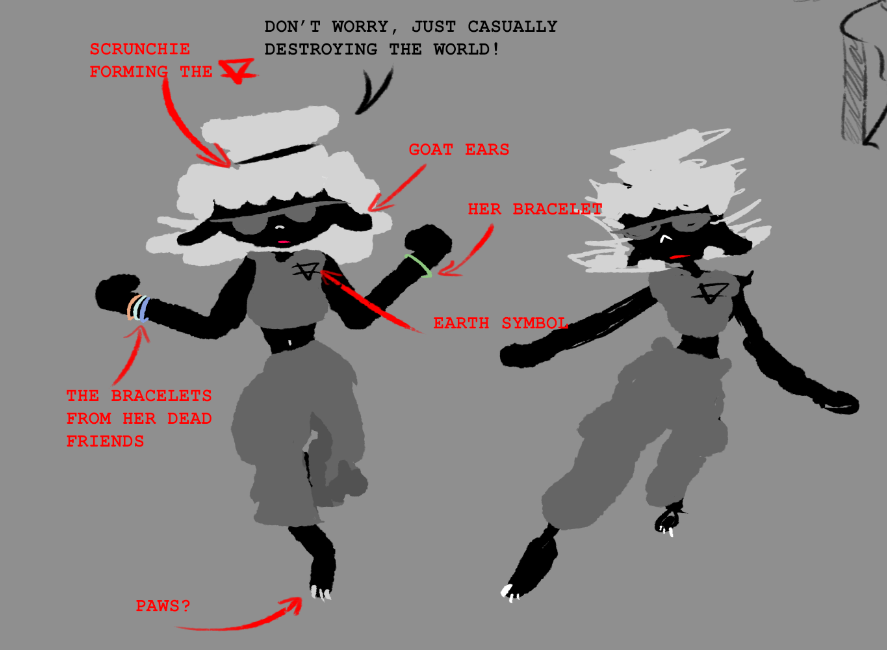 DON'T WORRY, JUST CASUALLY
DESTROYING THE WORLD!
SCRUNCHIE
FORMING THE
GOAT EARS
HER BRACELET
EARTH SYMBOL
THE BRACELETS
FROM HER DEAD
FRIENDS
PAWS?